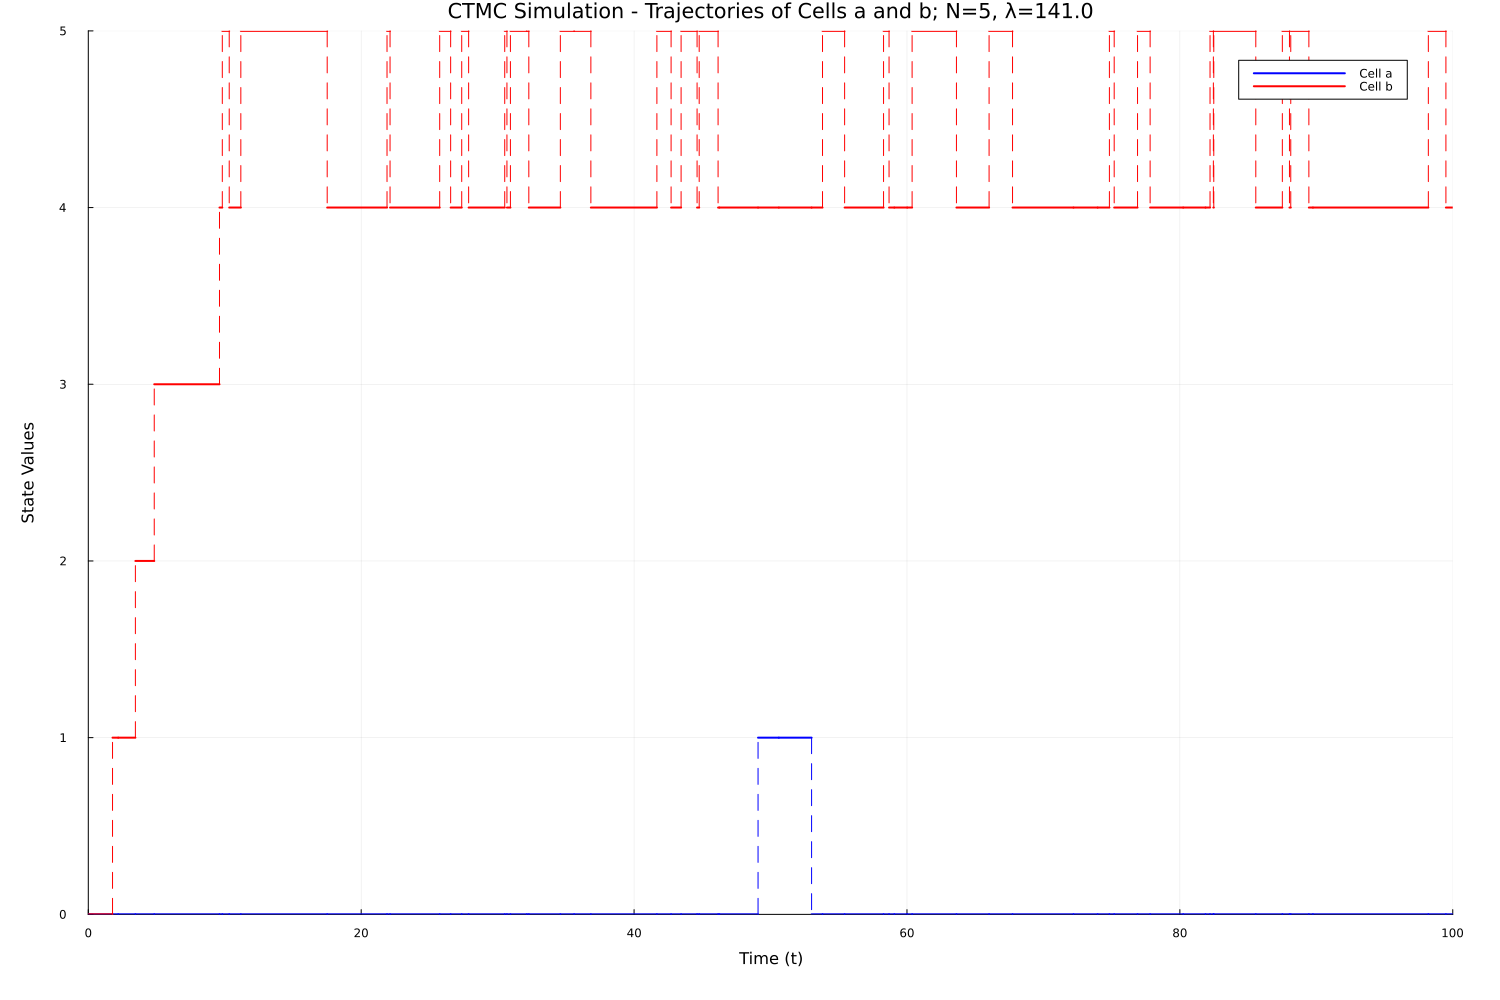 CTMC Simulation - Trajectories of Cells a and b; N=5, λ=141.0
5
Cell a
Cell b
4
3
State Values
2
1
0
0 20 40 60 80 100
Time (t)